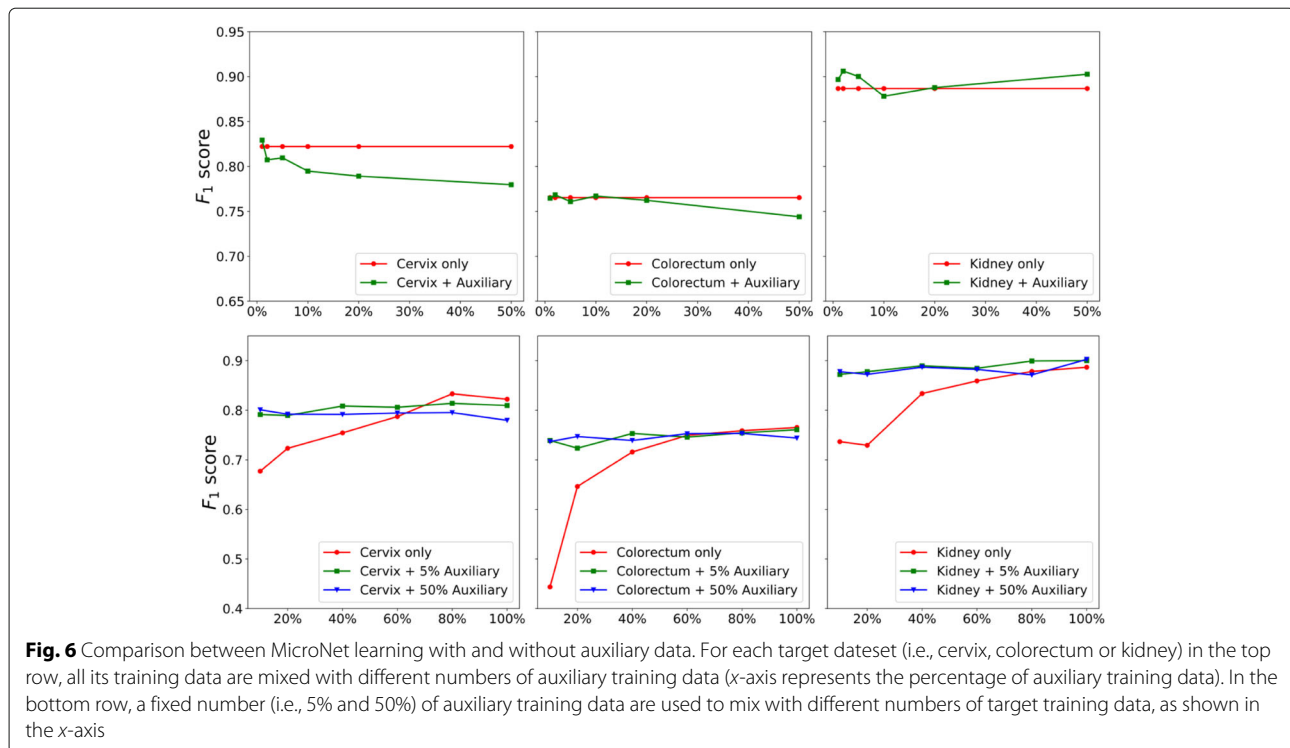 0.95
0.90
0.85
0.80
0.75
0.70
0.65
F1 score
Cervix only
Cervix + Auxiliary
0% 10% 20% 30% 40% 50%
Colorectum only
Colorectum + Auxiliary
0% 10% 20% 30% 40% 50%
Kidney only
Kidney + Auxiliary
0% 10% 20% 30% 40% 50%
0.9
0.8
0.7
0.6
0.5
0.4
F1 score
Cervix only
Cervix + 5% Auxiliary
Cervix + 50% Auxiliary
20% 40% 60% 80% 100%
Colorectum only
Colorectum + 5% Auxiliary
Colorectum + 50% Auxiliary
20% 40% 60% 80% 100%
Kidney only
Kidney + 5% Auxiliary
Kidney + 50% Auxiliary
20% 40% 60% 80% 100%
Fig. 6 Comparison between MicroNet learning with and without auxiliary data. For each target dateset (i.e., cervix, colorectum or kidney) in the top
row, all its training data are mixed with different numbers of auxiliary training data (x-axis represents the percentage of auxiliary training data). In the
bottom row, a fixed number (i.e., 5% and 50%) of auxiliary training data are used to mix with different numbers of target training data, as shown in
the x-axis